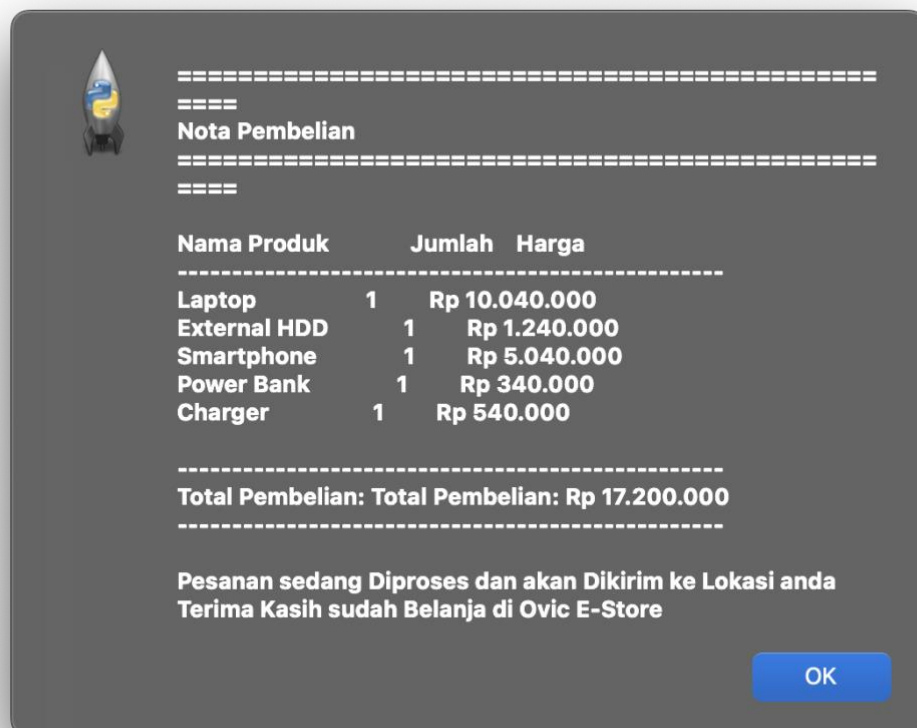 ==============================================
====
Nota Pembelian
==============================================
====
Nama Produk Jumlah Harga
--------------------------------------------------
Laptop 1 Rp 10.040.000
External HDD 1 Rp 1.240.000
Smartphone 1 Rp 5.040.000
Power Bank 1 Rp 340.000
Charger 1 Rp 540.000
--------------------------------------------------
Total Pembelian: Total Pembelian: Rp 17.200.000
--------------------------------------------------
Pesanan sedang Diproses dan akan Dikirim ke Lokasi anda
Terima Kasih sudah Belanja di Ovic E-Store
OK